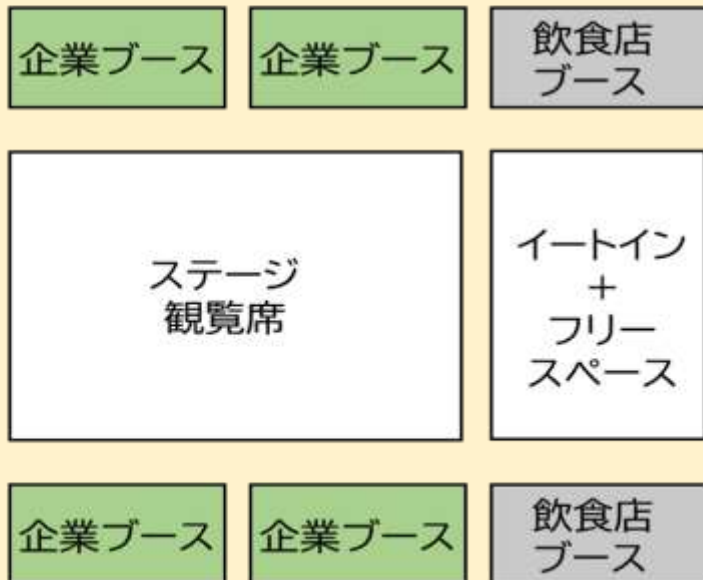 企業ブース
企業ブース
飲食店
ブース
ステージ
観覧席
イートイン
+
フリー
スペース
企業ブース
企業ブース
飲食店
ブース